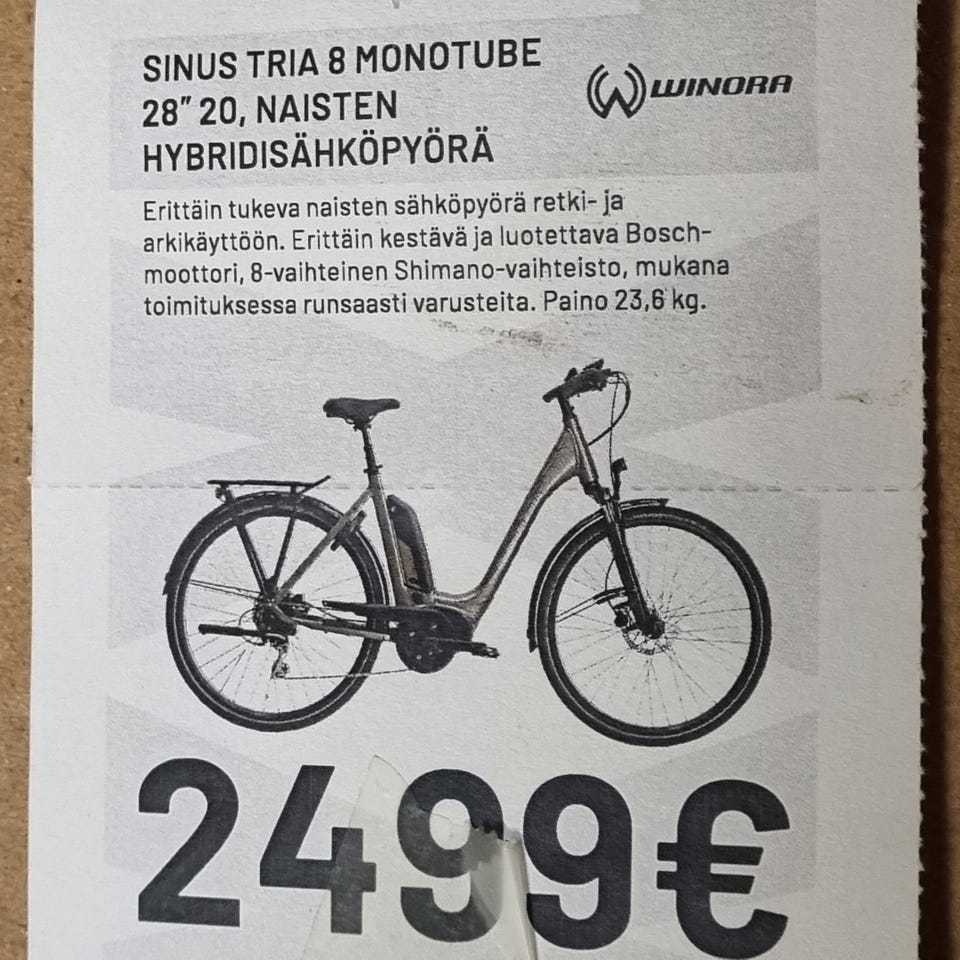 SINUS TRIA 8 MONOTUBE
28" 20, NAISTEN
HYBRIDISÄHKÖPYÖRÄ
WINORA
Erittäin tukeva naisten sähköpyörä retki- ja
arkikäyttöön. Erittäin kestävä ja luotettava Bosch-
moottori, 8-vaihteinen Shimano-vaihteisto, mukana
toimituksessa runsaasti varusteita. Paino 23,6 kg.
2499€